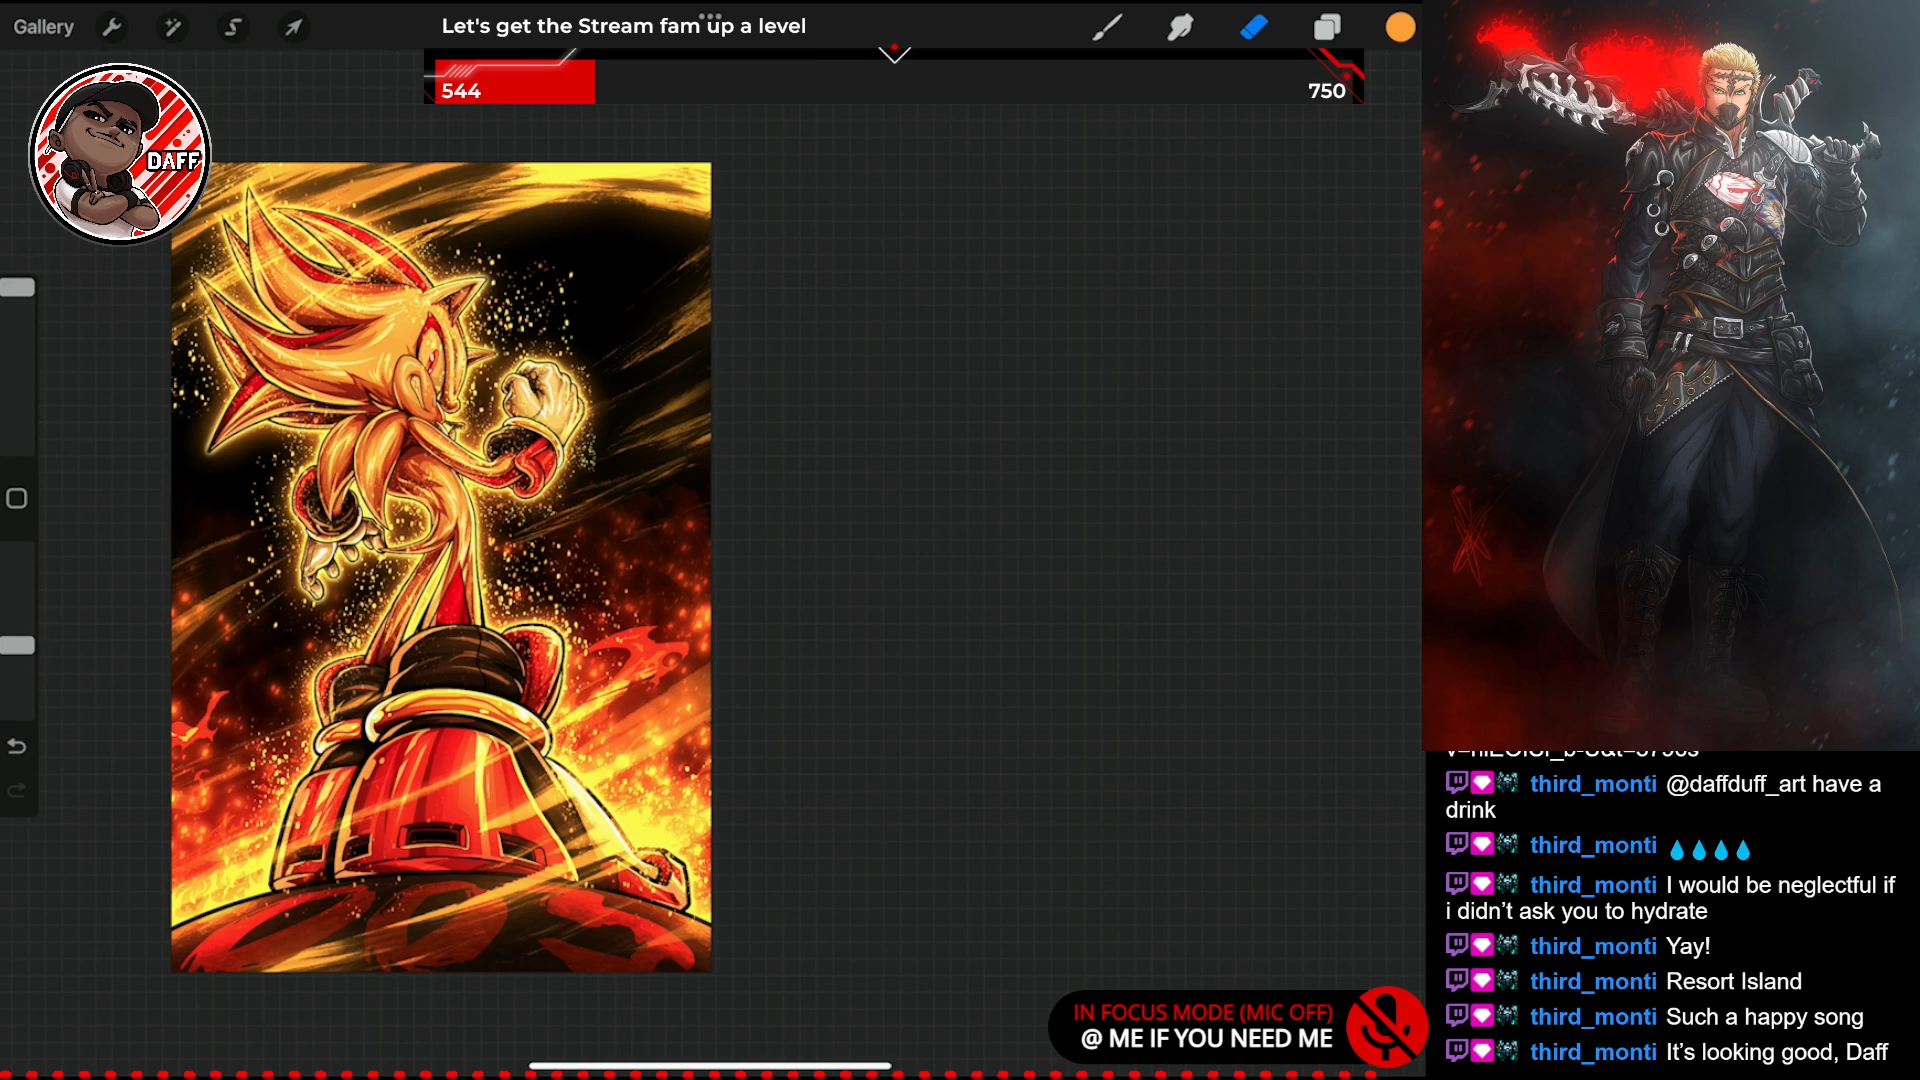 Gallery
Let's get the Stream fam up a level
544
750
DAFF
third_monti @daffduff_art have a
drink
third_monti
third_monti I would be neglectful if
i didn't ask you to hydrate
third_monti Yay!
third_monti Resort Island
third_monti Such a happy song
third_monti It's looking good, Daff
IN FOCUS MODE (MIC OFF)
@ ME IF YOU NEED ME